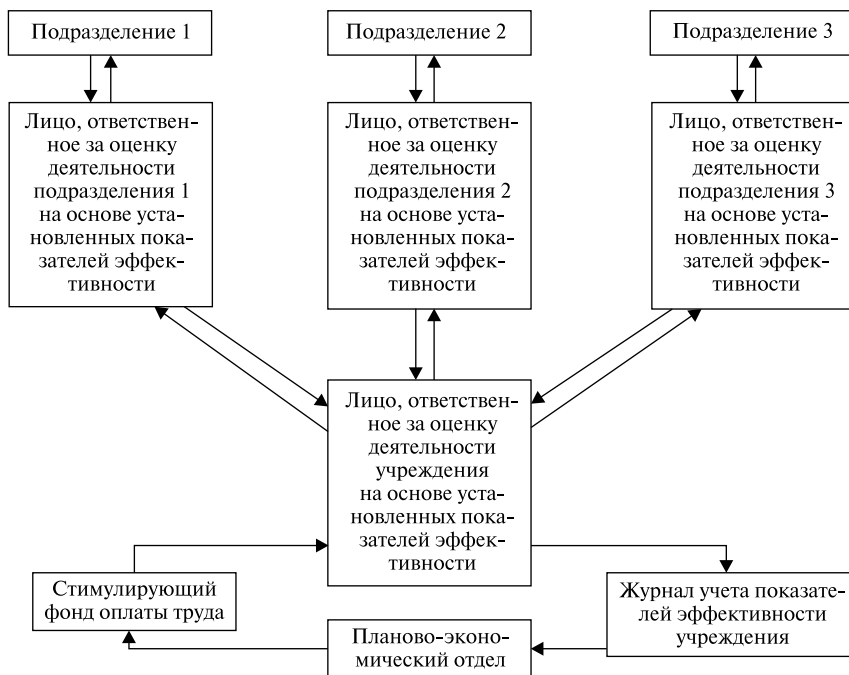 Подразделение 1
Подразделение 2
Подразделение 3
Лицо, ответствен-
ное за оценку
деятельности
подразделения 1
на основе уста-
новленных пока-
зателей эффек-
тивности
Лицо, ответствен-
ное за оценку
деятельности
подразделения 2
на основе уста-
новленных пока-
зателей эффек-
тивности
Лицо, ответствен-
ное за оценку
деятельности
подразделения 3
на основе уста-
новленных пока-
зателей эффек-
тивности
Лицо, ответствен-
ное за оценку
деятельности
учреждения
на основе уста-
новленных пока-
зателей эффек-
тивности
Стимулирующий
фонд оплаты труда
Планово-эконо-
мический отдел
Журнал учета показате-
лей эффективности
учреждения